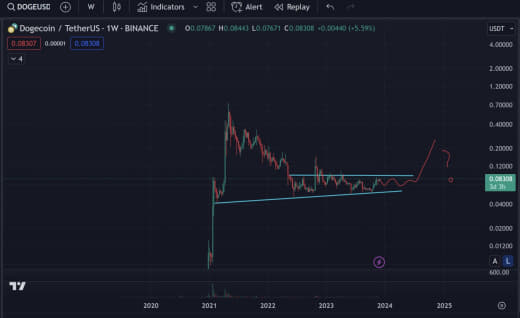 DOGEUSD W Indicators Alert Replay
Dogecoin / TetherUS · 1W · BINANCE O0.07867 H0.08443 L0.07671 C0.08308 +0.00440 (+5.59%) USDT
0.08307 0.00001 0.08308
4
4.00000
2.00000
1.20000
0.70000
0.40000
0.20000
0.12000
0.08308
3d 3h
0.04000
0.02000
0.01200
A L
600.00
2020 2021 2022 2023 2024 2025